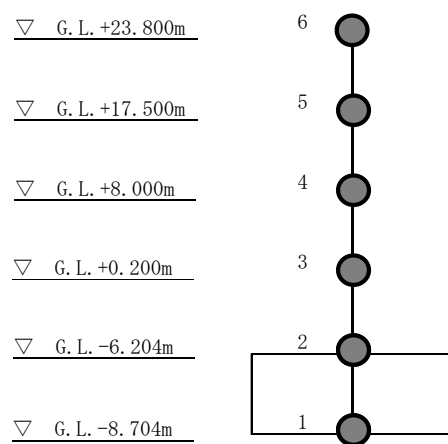 ▽ G.L.+23.800m 6
▽ G.L.+17.500m 5
▽ G.L.+8.000m 4
▽ G.L.+0.200m 3
▽ G.L.-6.204m 2
▽ G.L.-8.704m 1